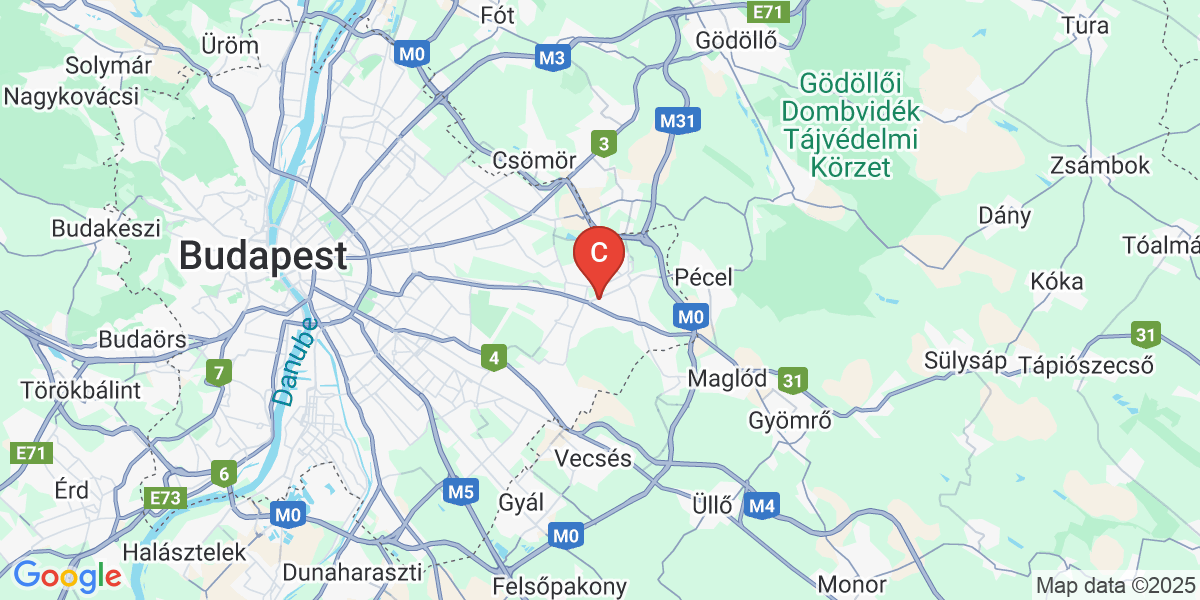 Fót
E71
Tura
Üröm
Gödöllő
M0
M3
Solymár
Nagykovácsi
Gödöllői
Dombvidék
Tájvédelmi
Körzet
M31
3
Csömör
Zsámbok
Dány
Budakeszi
Tóalmá
Budapest
C
Pécel
Kóka
M0
Danube
Budaörs
31
4
Sülysáp
Tápiószecső
7
Törökbálint
Maglód
31
Gyömrő
E71
Vecsés
6
Érd
E73
M5
Gyál
Üllő
M4
M0
M0
Halásztelek
Dunaharaszti
Felsőpakony
Monor
Google
Map data ©2025